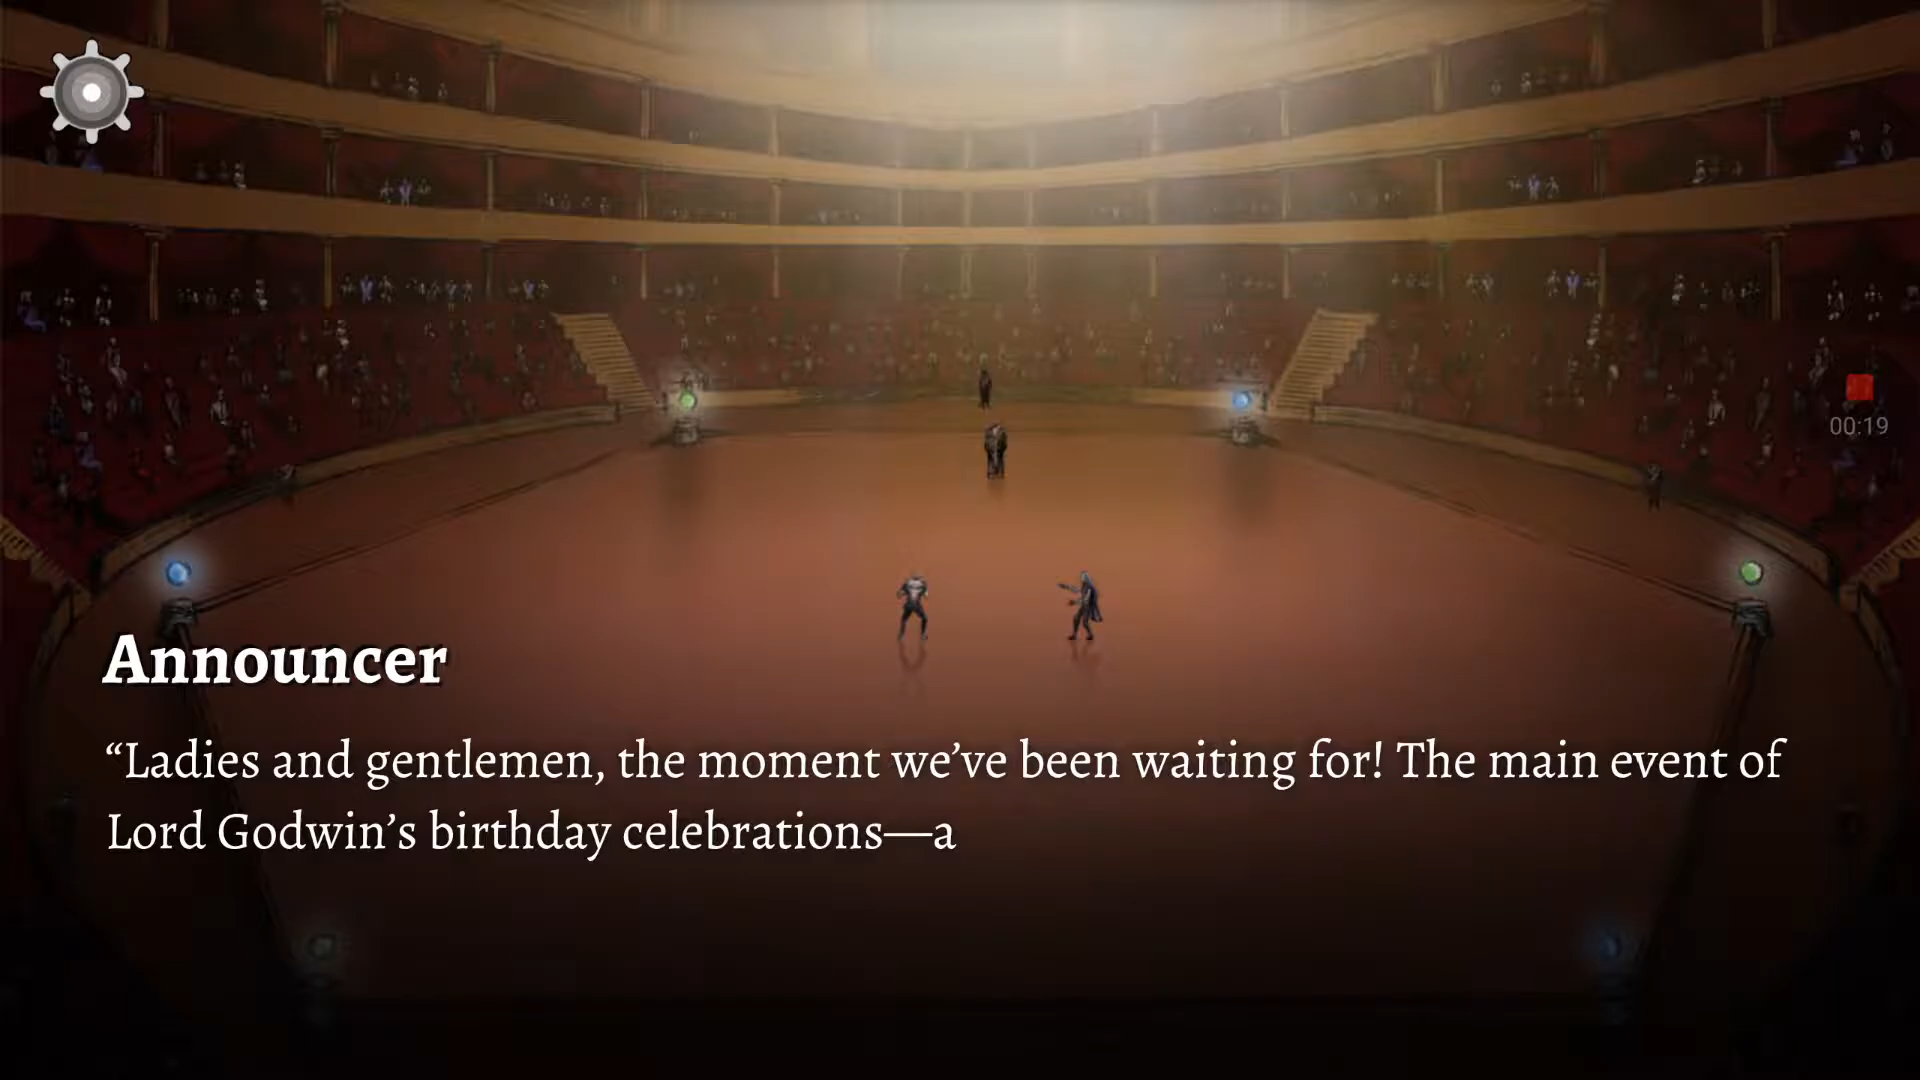 00:19
Announcer
“Ladies and gentlemen, the moment we’ve been waiting for! The main event of
Lord Godwin’s birthday celebrations—a